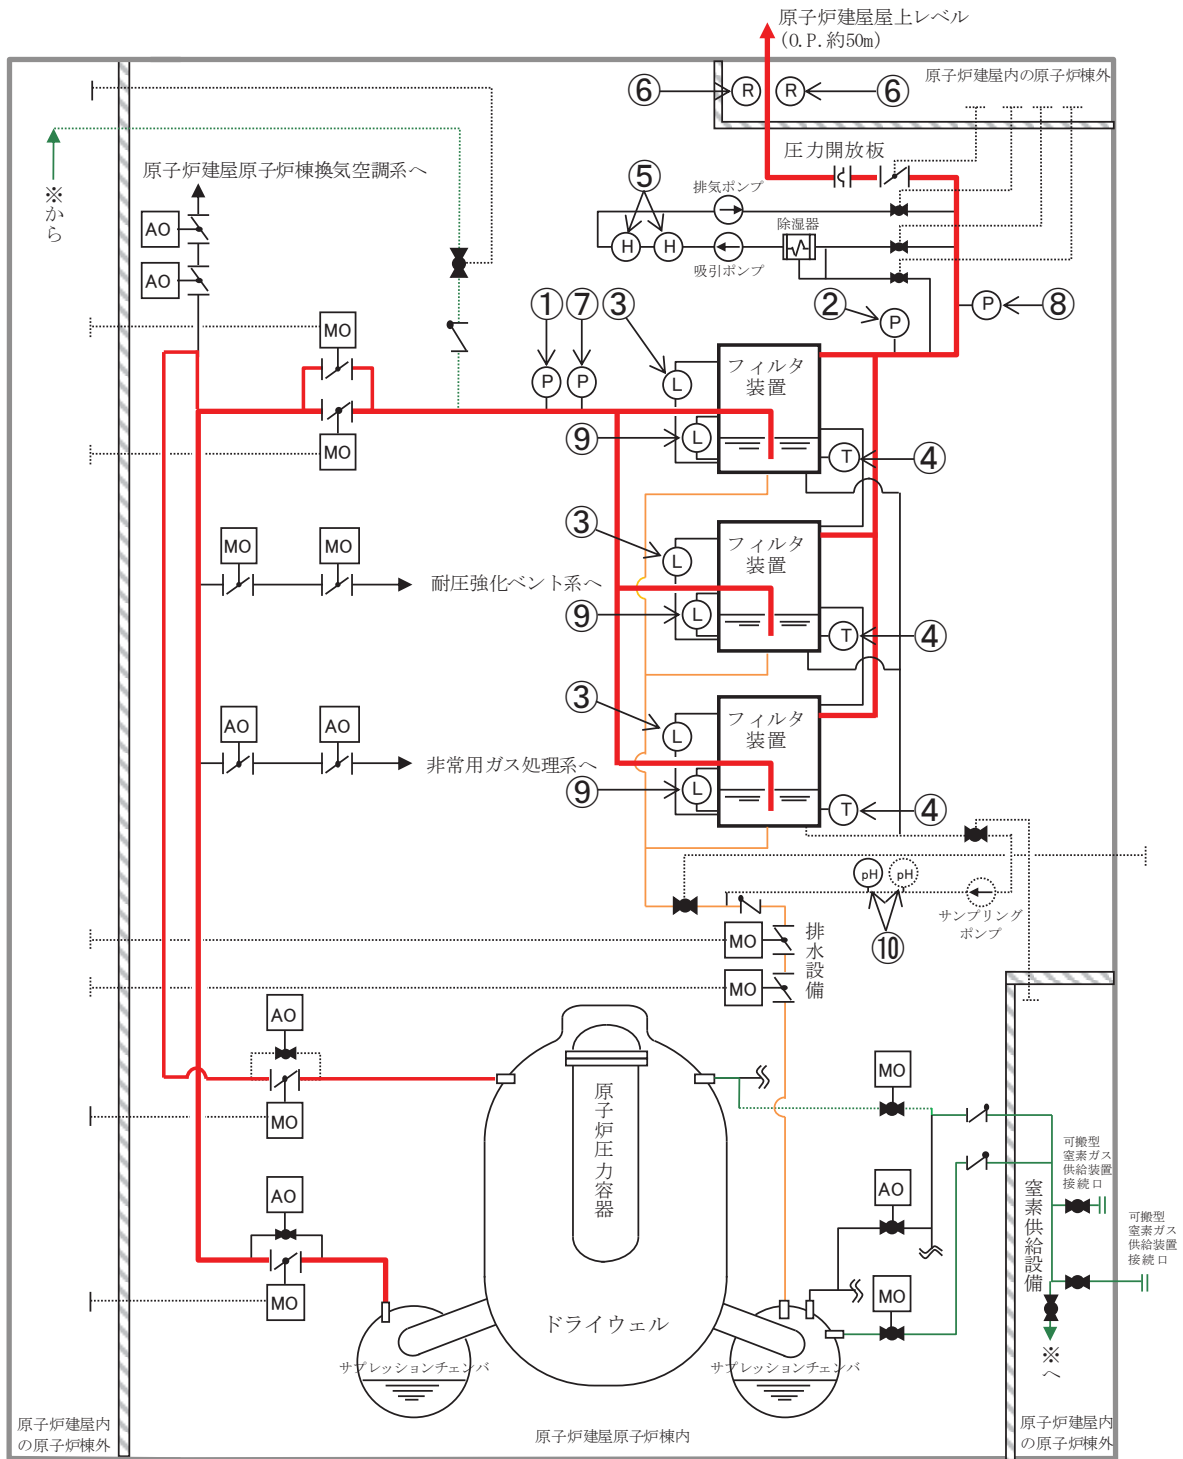 原子炉建屋屋上レベル
(O.P.約50m)
原子炉建屋内の原子炉棟外
⑥
R
R
⑥
圧力開放板
原子炉建屋原子炉棟換気空調系へ
※から
⑤
排気ポンプ
除湿器
H
H
吸引ポンプ
AO
AO
①
⑦
③
②
P
⑧
P
MO
フィルタ
装置
P
P
L
⑨
L
T
④
MO
③
フィルタ
装置
MO
MO
L
耐圧強化ベント系へ
⑨
L
T
④
③
フィルタ
装置
AO
AO
L
非常用ガス処理系へ
⑨
L
T
④
pH
pH
サンプリング
ポンプ
⑩
MO
MO
排水設備
AO
MO
原子炉圧力容器
MO
可搬型
窒素ガス
供給装置
接続口
AO
MO
AO
窒素供給設備
可搬型
窒素ガス
供給装置
接続口
MO
ドライウェル
サプレッションチェンバ
サプレッションチェンバ
※へ
原子炉建屋内
の原子炉棟外
原子炉建屋原子炉棟内
原子炉建屋内
の原子炉棟外